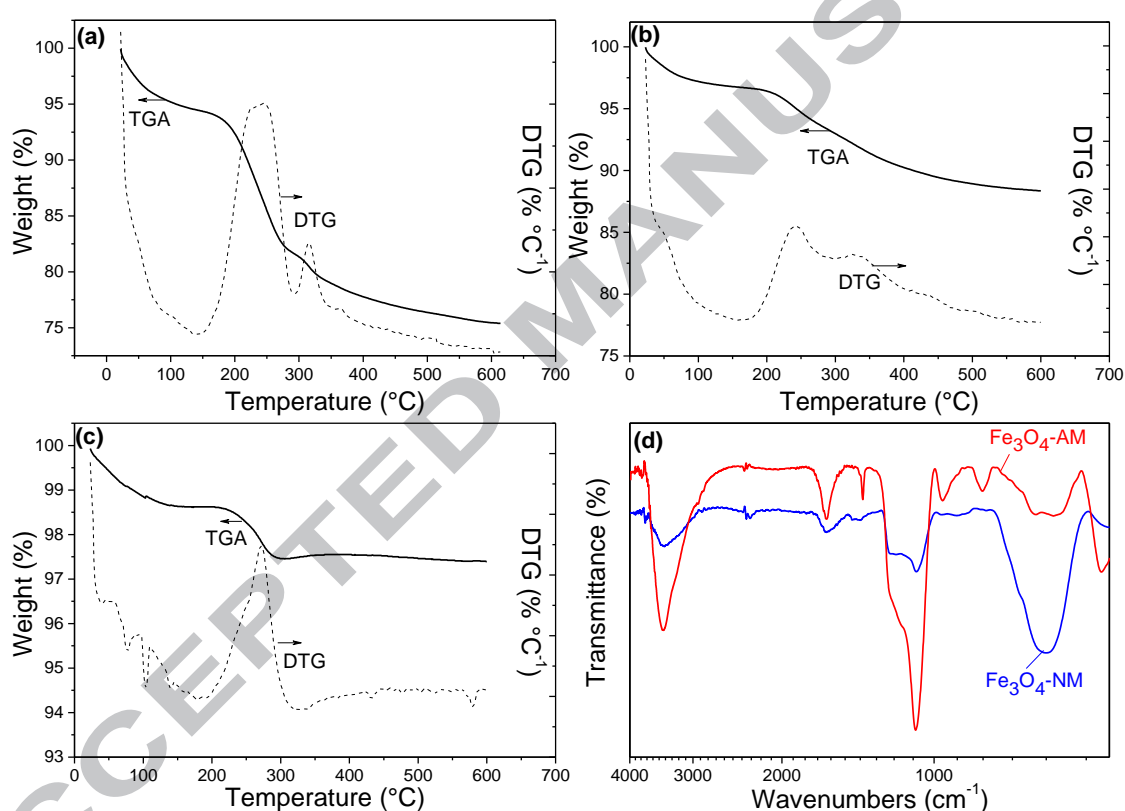 (a)
100
95
90
85
80
75
Weight (%)
TGA
DTG
DTG (% °C-1)
0 100 200 300 400 500 600 700
Temperature (°C)
(b)
100
95
90
85
80
75
Weight (%)
TGA
DTG
DTG (% °C-1)
0 100 200 300 400 500 600 700
Temperature (°C)
(c)
100
99
98
97
96
95
94
93
Weight (%)
TGA
DTG
DTG (% °C-1)
0 100 200 300 400 500 600 700
Temperature (°C)
(d)
Fe3O4-AM
Fe3O4-NM
Transmittance (%)
4000 3000 2000 1000
Wavenumbers (cm-1)
CCEPTED MANUS